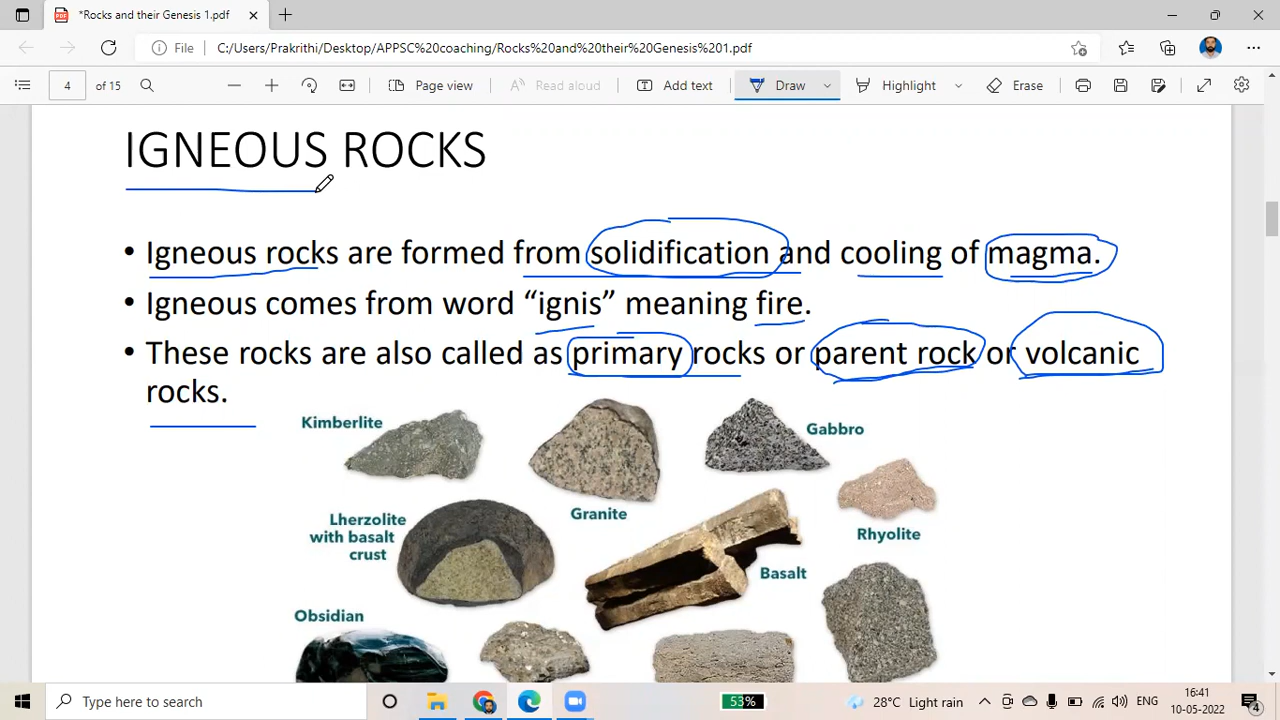 *Rocks and their Genesis 1.pdf
File C:/Users/Prakrithi/Desktop/APPSC%20coaching/Rocks%20and%20their%20Genesis%201.pdf
4 of 15 Page view Read aloud Add text Draw Highlight Erase
IGNEOUS ROCKS
• Igneous rocks are formed from solidification and cooling of magma.
• Igneous comes from word “ignis” meaning fire.
• These rocks are also called as primary rocks or parent rock or volcanic
rocks.
Kimberlite
Gabbro
Granite
Lherzolite
with basalt
crust
Rhyolite
Basalt
Obsidian
Type here to search
53%
28°C Light rain
ENG
6:41
10-05-2022
4